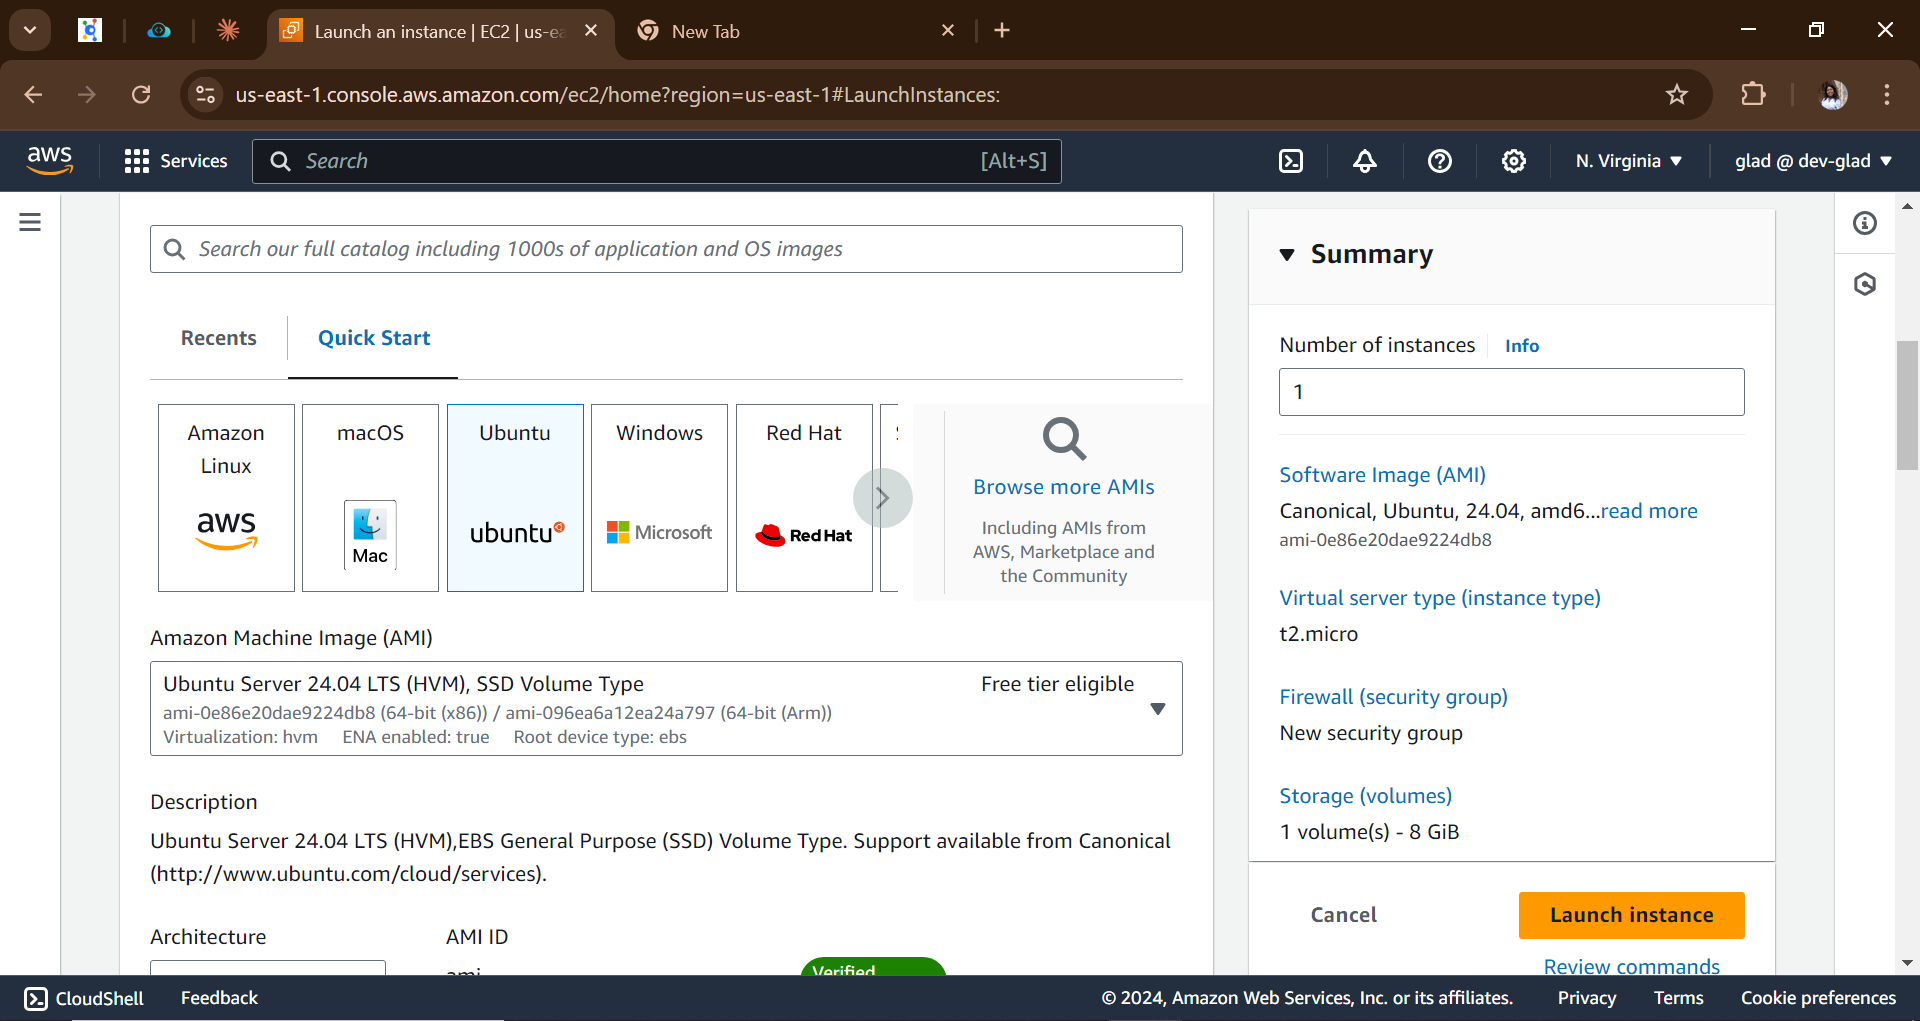 Launch an instance | EC2 | us-ea
New Tab
us-east-1.console.aws.amazon.com/ec2/home?region=us-east-1#LaunchInstances:
aws
Services
Search
[Alt+S]
N. Virginia
glad @ dev-glad
Search our full catalog including 1000s of application and OS images
Recents
Quick Start
Amazon
Linux
aws
macOS
Mac
Ubuntu
ubuntu
Windows
Microsoft
Red Hat
Red Hat
Browse more AMIs
Including AMIs from
AWS, Marketplace and
the Community
Amazon Machine Image (AMI)
Ubuntu Server 24.04 LTS (HVM), SSD Volume Type
Free tier eligible
ami-0e86e20dae9224db8 (64-bit (x86)) / ami-096ea6a12ea24a797 (64-bit (Arm))
Virtualization: hvm ENA enabled: true Root device type: ebs
Description
Ubuntu Server 24.04 LTS (HVM),EBS General Purpose (SSD) Volume Type. Support available from Canonical
(http://www.ubuntu.com/cloud/services).
Architecture
AMI ID
Verified
Summary
Number of instances
Info
1
Software Image (AMI)
Canonical, Ubuntu, 24.04, amd6...read more
ami-0e86e20dae9224db8
Virtual server type (instance type)
t2.micro
Firewall (security group)
New security group
Storage (volumes)
1 volume(s) - 8 GiB
Cancel
Launch instance
Review commands
CloudShell
Feedback
© 2024, Amazon Web Services, Inc. or its affiliates.
Privacy
Terms
Cookie preferences